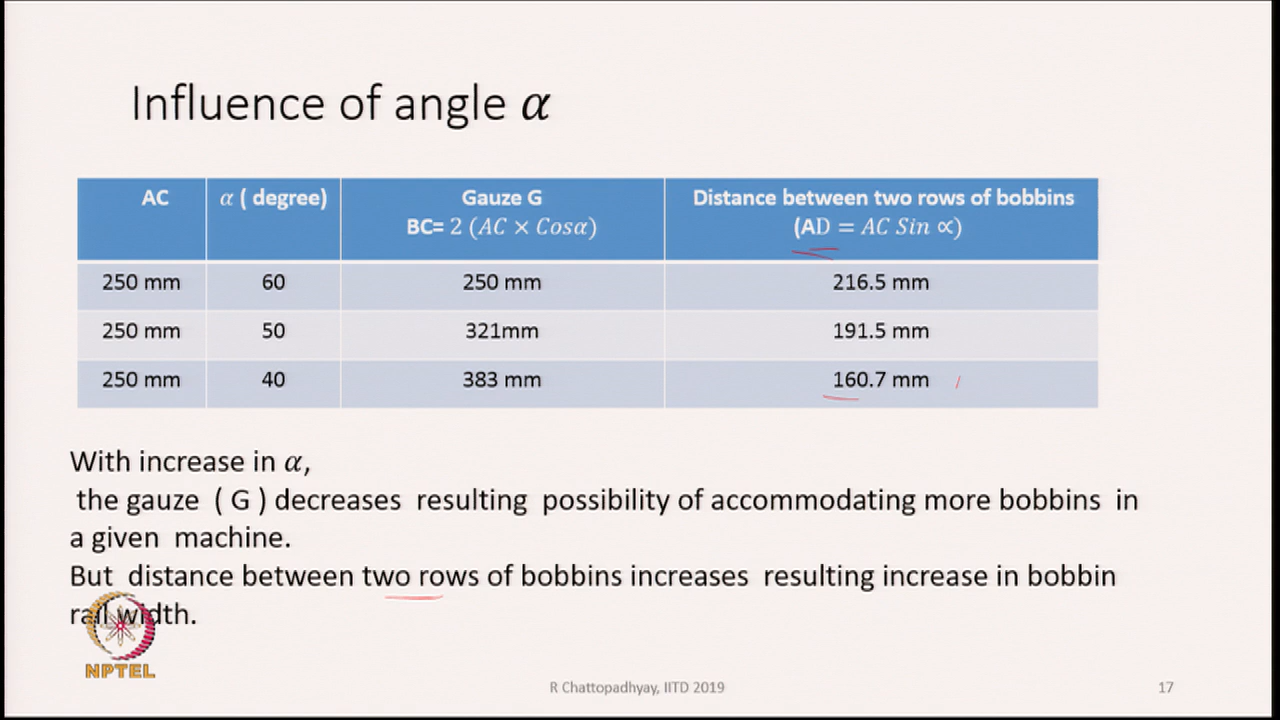 Influence of angle α
AC α ( degree) Gauze G Distance between two rows of bobbins
BC= 2 (AC × Cosα) (AD = AC Sin ∝)
250 mm 60 250 mm 216.5 mm
250 mm 50 321mm 191.5 mm
250 mm 40 383 mm 160.7 mm
With increase in α,
the gauze ( G ) decreases resulting possibility of accommodating more bobbins in
a given machine.
But distance between two rows of bobbins increases resulting increase in bobbin
rail width.
NPTEL
R Chattopadhyay, IITD 2019 17